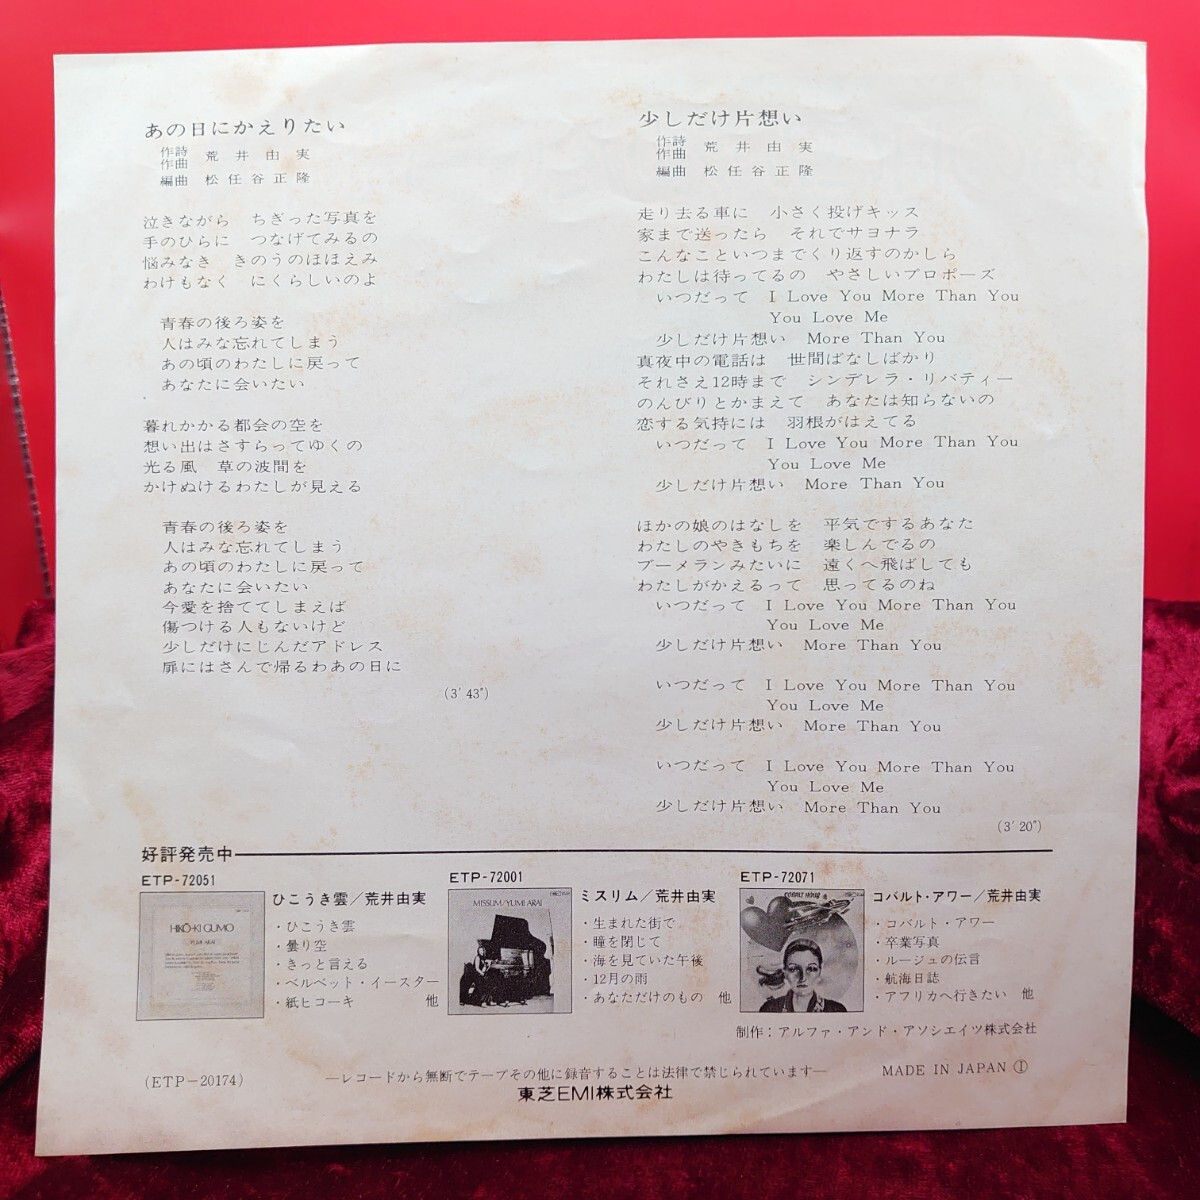 あの日にかえりたい
作詩
作曲 荒井由実
編曲 松任谷正隆
泣きながら ちぎった写真を
手のひらに つなげてみるの
悩みなき きのうのほほえみ
わけもなく にくらしいのよ
青春の後ろ姿を
人はみな忘れてしまう
あの頃のわたしに戻って
あなたに会いたい
暮れかかる都会の空を
想い出はさすらってゆくの
光る風 草の波間を
かけぬけるわたしが見える
青春の後ろ姿を
人はみな忘れてしまう
あの頃のわたしに戻って
あなたに会いたい
今愛を捨ててしまえば
傷つける人もないけど
少しだけにじんだアドレス
扉にはさんで帰るわあの日に
(3′43″)
少しだけ片想い
作詩
作曲 荒井由実
編曲 松任谷正隆
走り去る車に 小さく投げキッス
家まで送ったら それでサヨナラ
こんなこといつまでくり返すのかしら
わたしは待ってるの やさしいプロポーズ
いつだって I Love You More Than You
You Love Me
少しだけ片想い More Than You
真夜中の電話は 世間ばなしばかり
それさえ12時まで シンデレラ・リバティー
のんびりとかまえて あなたは知らないの
恋する気持には 羽根がはえてる
いつだって I Love You More Than You
You Love Me
少しだけ片想い More Than You
ほかの娘のはなしを 平気でするあなた
わたしのやきもちを 楽しんでるの
ブーメランみたいに 遠くへ飛ばしても
わたしがかえるって 思ってるのね
いつだって I Love You More Than You
You Love Me
少しだけ片想い More Than You
いつだって I Love You More Than You
You Love Me
少しだけ片想い More Than You
いつだって I Love You More Than You
You Love Me
少しだけ片想い More Than You
(3′20″)
好評発売中
ETP-72051
HIKŌ-KI GUMO
YUMI ARAI
ひこうき雲/荒井由実
・ひこうき雲
・曇り空
・きっと言える
・ベルベット・イースター
・紙ヒコーキ 他
ETP-72001
MISSLIM/YUMI ARAI
ミスリム/荒井由実
・生まれた街で
・瞳を閉じて
・海を見ていた午後
・12月の雨
・あなただけのもの 他
ETP-72071
COBALT HOUR
コバルト・アワー/荒井由実
・コバルト・アワー
・卒業写真
・ルージュの伝言
・航海日誌
・アフリカへ行きたい 他
制作:アルファ・アンド・アソシエイツ株式会社
(ETP-20174)
—レコードから無断でテープその他に録音することは法律で禁じられています—
MADE IN JAPAN ①
東芝EMI株式会社